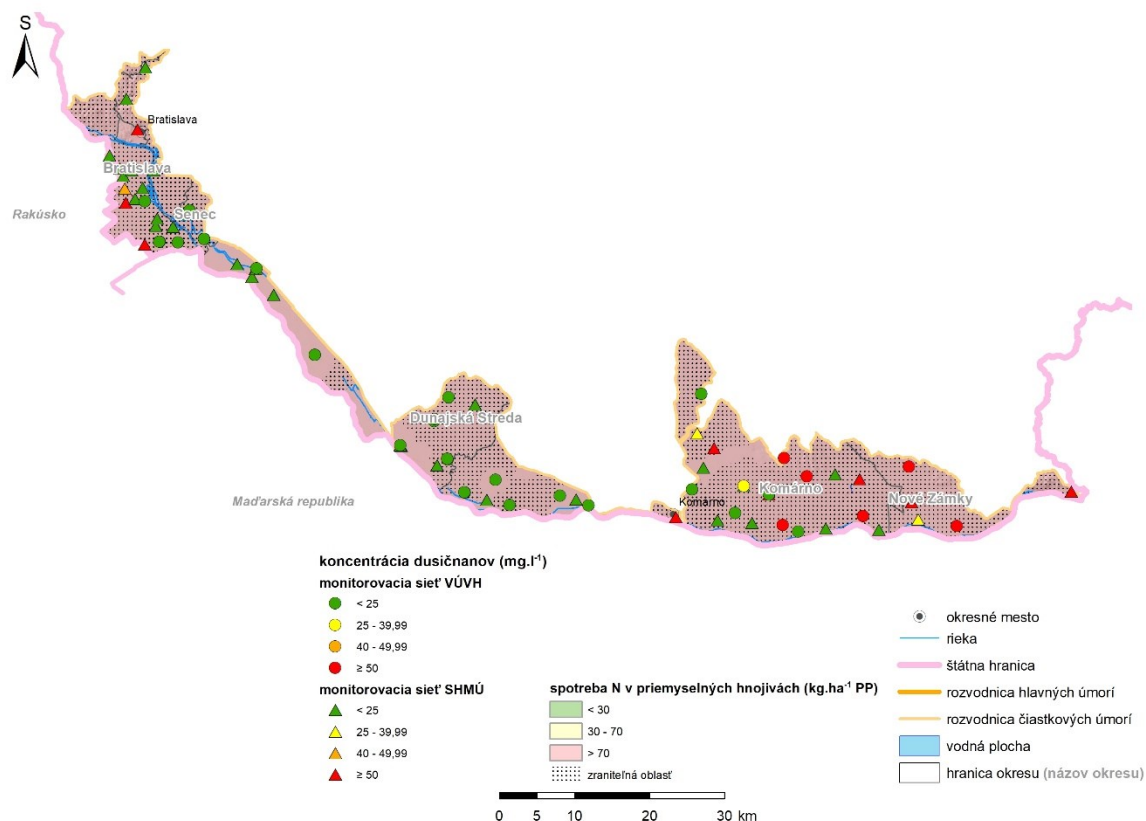 S
Bratislava
Bratislava
Senec
Rakúsko
Dunajská Streda
Maďarská republika
Komárno
Komárno
Nové Zámky
koncentrácia dusičnanov (mg.l⁻¹)
monitorovacia sieť VÚVH
< 25
25 - 39,99
40 - 49,99
≥ 50
monitorovacia sieť SHMÚ
< 25
25 - 39,99
40 - 49,99
≥ 50
spotreba N v priemyselných hnojivách (kg.ha⁻¹ PP)
< 30
30 - 70
> 70
zraniteľná oblasť
okresné mesto
rieka
štátna hranica
rozvodnica hlavných úmorí
rozvodnica čiastkových úmorí
vodná plocha
hranica okresu (názov okresu)
0 5 10 20 30 km